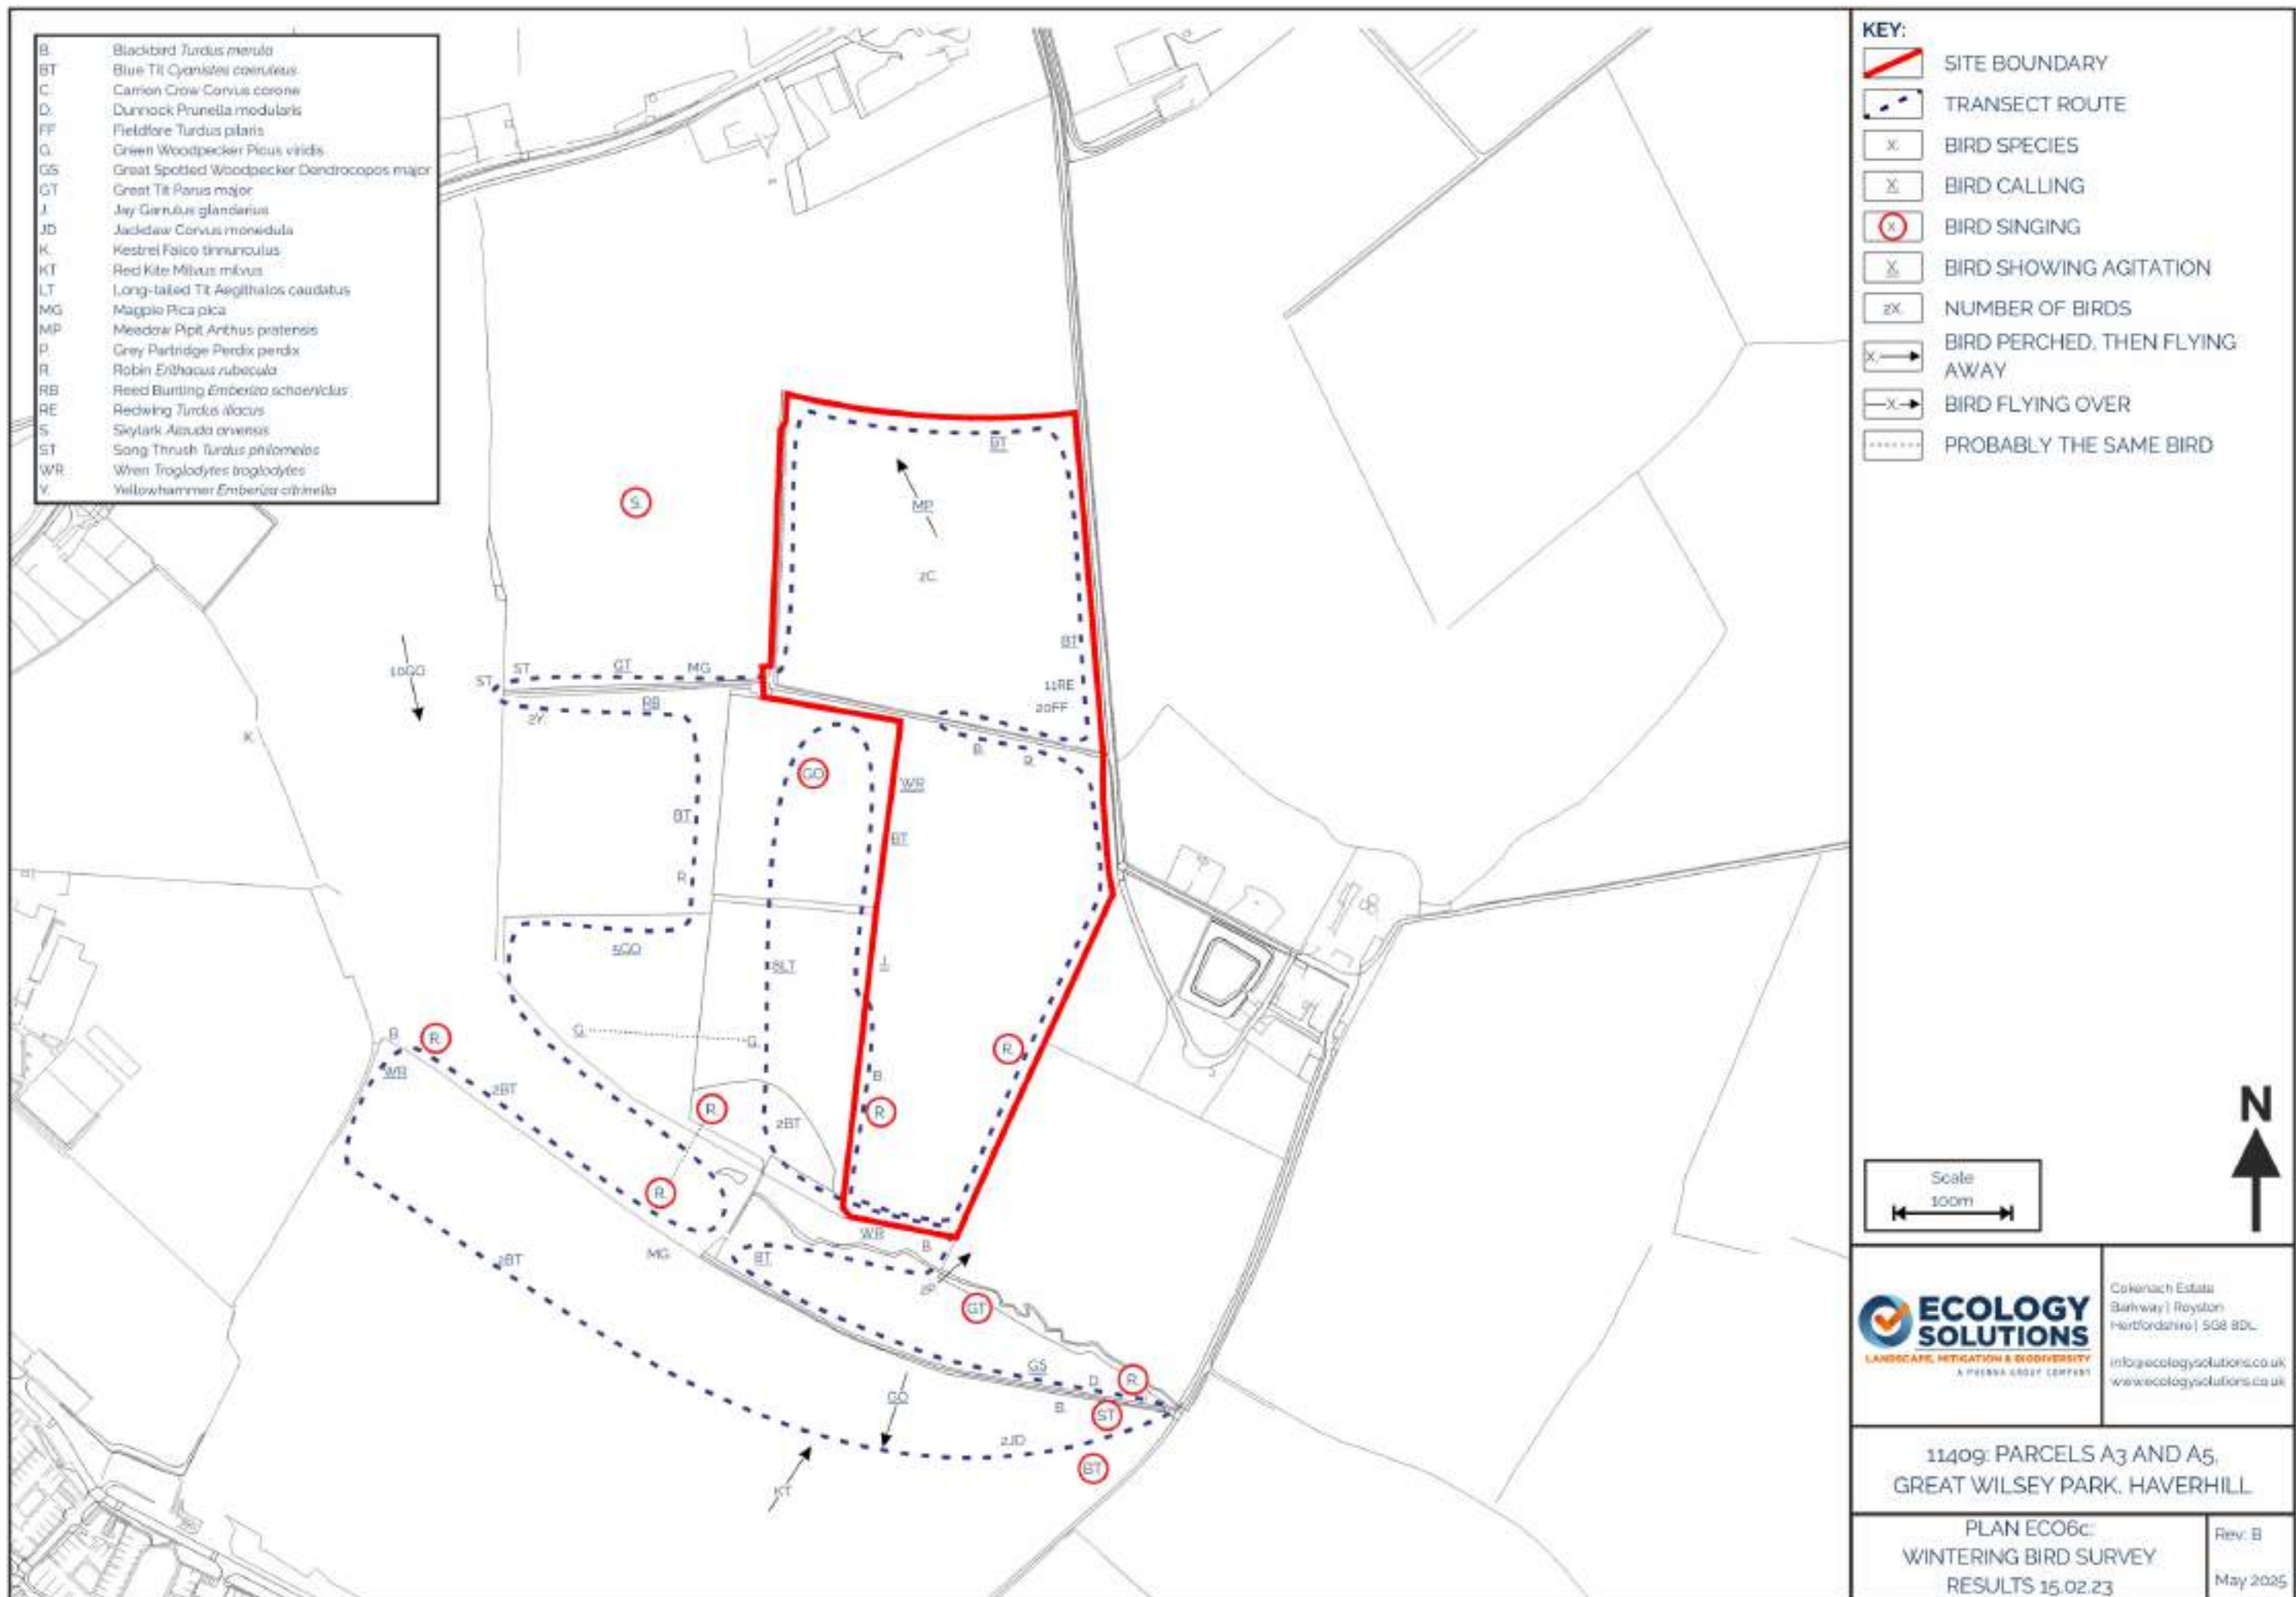 B. Blackbird Turdus merula
BT Blue Tit Cyanistes caeruleus
C. Carrion Crow Corvus corone
D. Dunnock Prunella modularis
FF Fieldfare Turdus pilaris
G. Green Woodpecker Picus viridis
GS Great Spotted Woodpecker Dendrocopos major
GT Great Tit Parus major
J. Jay Garrulus glandarius
JD Jackdaw Corvus monedula
K. Kestrel Falco tinnunculus
KT Red Kite Milvus milvus
LT Long-tailed Tit Aegithalos caudatus
MG Magpie Pica pica
MP Meadow Pipit Anthus pratensis
P. Grey Partridge Perdix perdix
R. Robin Erithacus rubecula
RB Reed Bunting Emberiza schoeniclus
RE Redwing Turdus iliacus
S. Skylark Alauda arvensis
ST Song Thrush Turdus philomelos
WR Wren Troglodytes troglodytes
Y. Yellowhammer Emberiza citrinella
BT
S.
MP
2C.
BT
10GO
ST
ST
GT
MG
11RE
20FF
RB
2Y.
K.
B.
R.
GO
WR
BT
BT
R.
5GO
8LT
J.
G.
G.
B.
R.
R.
WR
2BT
B.
R.
R.
2BT
R.
WR
B.
MG
BT
2BT
2P.
GT
GS
D.
R.
GO
B.
ST
2JD
BT
KT
KEY:
SITE BOUNDARY
TRANSECT ROUTE
X. BIRD SPECIES
X. BIRD CALLING
X BIRD SINGING
X. BIRD SHOWING AGITATION
2X. NUMBER OF BIRDS
X. BIRD PERCHED, THEN FLYING
AWAY
X. BIRD FLYING OVER
PROBABLY THE SAME BIRD
N
Scale
100m
ECOLOGY
SOLUTIONS
LANDSCAPE, MITIGATION & BIODIVERSITY
A PHENNA GROUP COMPANY
Cokenach Estate
Barkway | Royston
Hertfordshire | SG8 8DL
info@ecologysolutions.co.uk
www.ecologysolutions.co.uk
11409: PARCELS A3 AND A5,
GREAT WILSEY PARK, HAVERHILL
PLAN ECO6c:
WINTERING BIRD SURVEY
RESULTS 15.02.23
Rev: B
May 2025